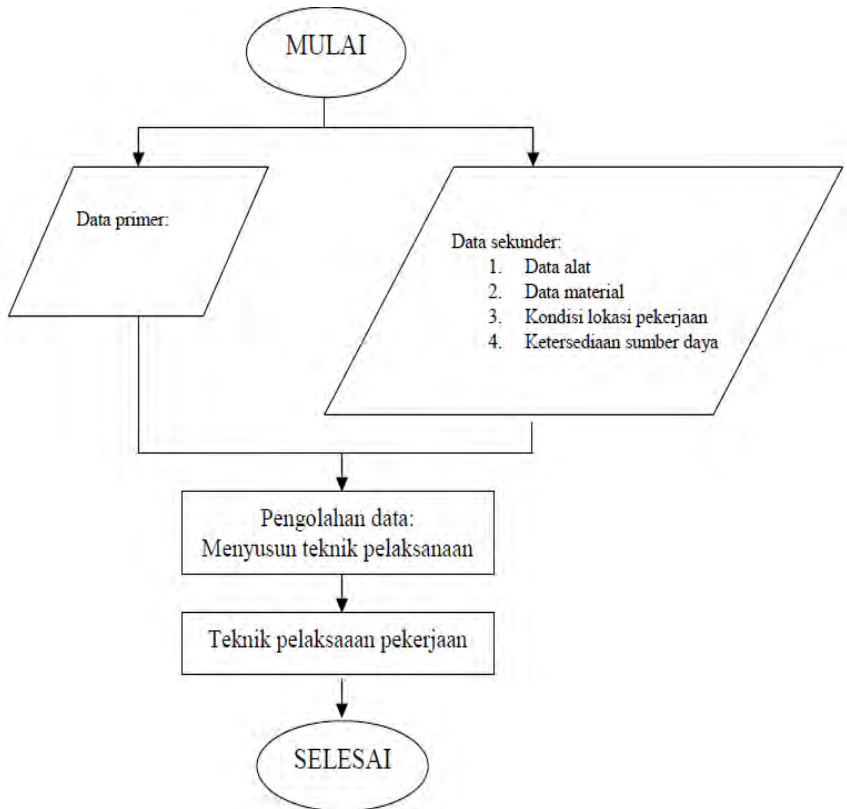 MULAI
Data primer:
Data sekunder:
1. Data alat
2. Data material
3. Kondisi lokasi pekerjaan
4. Ketersediaan sumber daya
Pengolahan data:
Menyusun teknik pelaksanaan
Teknik pelaksaaan pekerjaan
SELESAI